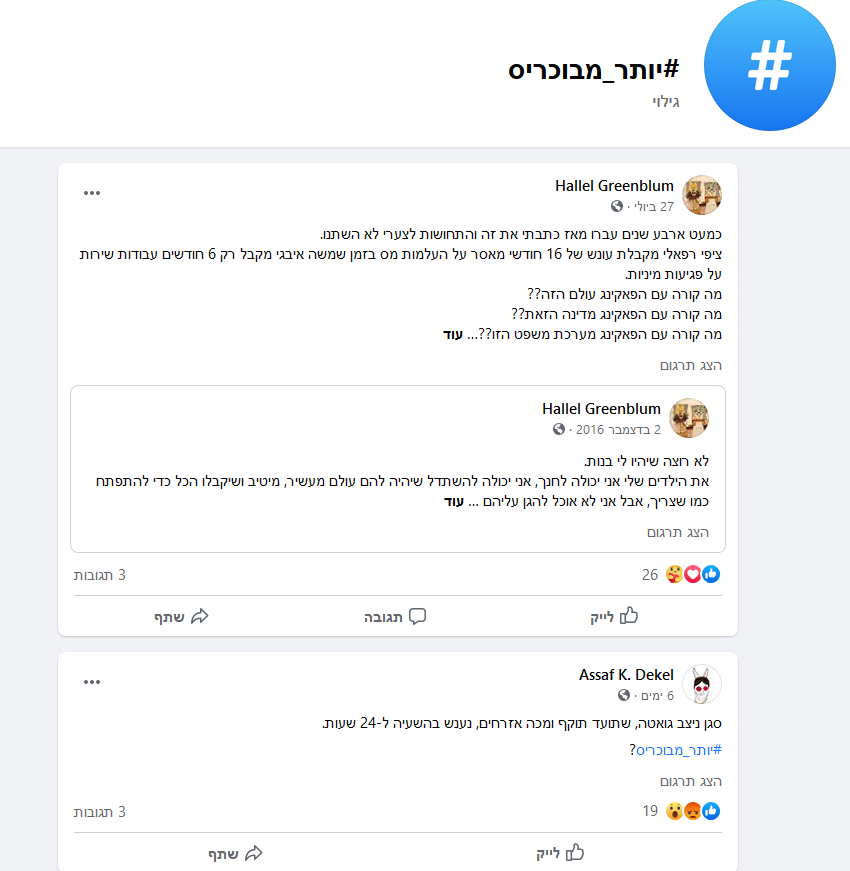 #יותר_מבוכריס
גילוי
Hallel Greenblum
27 ביולי ·
כמעט ארבע שנים עברו מאז כתבתי את זה והתחושות לצערי לא השתנו.
ציפי רפאלי מקבלת עונש של 16 חודשי מאסר על העלמות מס בזמן שמשה איבגי מקבל רק 6 חודשים עבודות שירות
על פגיעות מיניות.
מה קורה עם הפאקינג עולם הזה??
מה קורה עם הפאקינג מדינה הזאת??
מה קורה עם הפאקינג מערכת משפט הזו??... עוד
הצג תרגום
Hallel Greenblum
2 בדצמבר 2016 ·
לא רוצה שיהיו לי בנות.
את הילדים שלי אני יכולה לחנך, אני יכולה להשתדל שיהיה להם עולם מעשיר, מיטיב ושיקבלו הכל כדי להתפתח
כמו שצריך, אבל אני לא אוכל להגן עליהם ... עוד
הצג תרגום
26
3 תגובות
לייק
תגובה
שתף
Assaf K. Dekel
6 ימים ·
סגן ניצב גואטה, שתועד תוקף ומכה אזרחים, נענש בהשעיה ל-24 שעות.
#יותר_מבוכריס?
הצג תרגום
19
3 תגובות
לייק
שתף